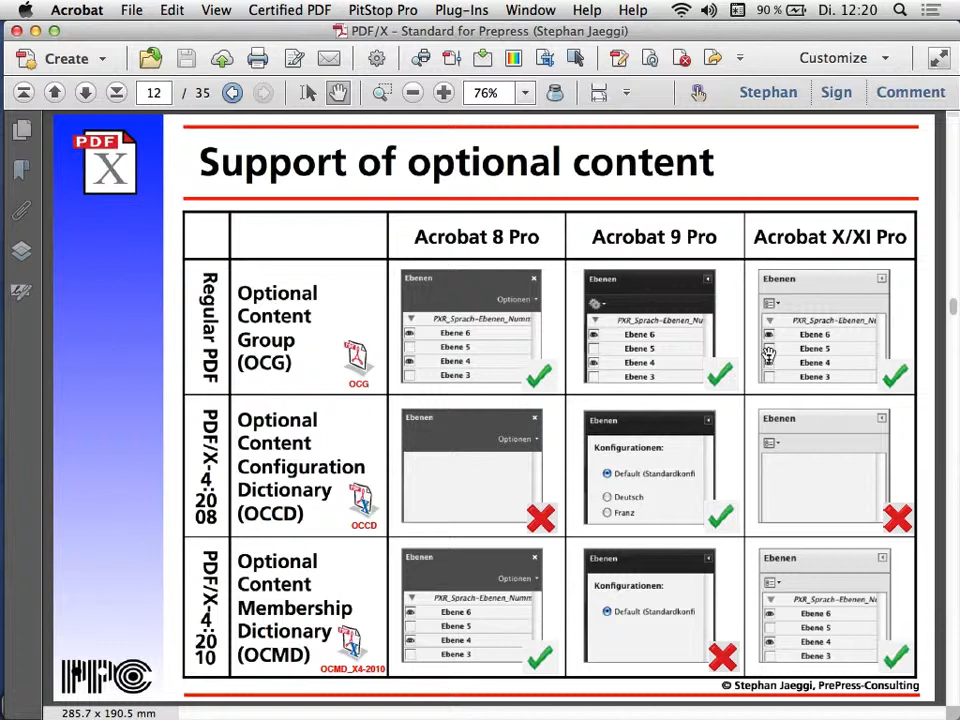 Acrobat File Edit View Certified PDF PitStop Pro Plug-Ins Window Help Help 90 % Di. 12:20
PDF/X - Standard for Prepress (Stephan Jaeggi)
Create Customize
12 / 35 76% Stephan Sign Comment
PDF
X
Support of optional content
Acrobat 8 Pro Acrobat 9 Pro Acrobat X/XI Pro
Regular PDF
Optional
Content
Group
(OCG)
OCG
Ebenen
Optionen
PXR_Sprach-Ebenen_Numm
Ebene 6
Ebene 5
Ebene 4
Ebene 3
Ebenen
PXR_Sprach-Ebenen_Nu
Ebene 6
Ebene 5
Ebene 4
Ebene 3
Ebenen
PXR_Sprach-Ebenen_Nu
Ebene 6
Ebene 5
Ebene 4
Ebene 3
PDF/X-4:2008
Optional
Content
Configuration
Dictionary
(OCCD)
OCCD
Ebenen
Optionen
Ebenen
Konfigurationen:
Default (Standardkonfi
Deutsch
Franz
Ebenen
PDF/X-4:2010
Optional
Content
Membership
Dictionary
(OCMD)
OCMD_X4-2010
Ebenen
Optionen
PXR_Sprach-Ebenen_Numm
Ebene 6
Ebene 5
Ebene 4
Ebene 3
Ebenen
Konfigurationen:
Default (Standardkonfi
Ebenen
PXR_Sprach-Ebenen_Nu
Ebene 6
Ebene 5
Ebene 4
Ebene 3
PPC
© Stephan Jaeggi, PrePress-Consulting
285.7 x 190.5 mm